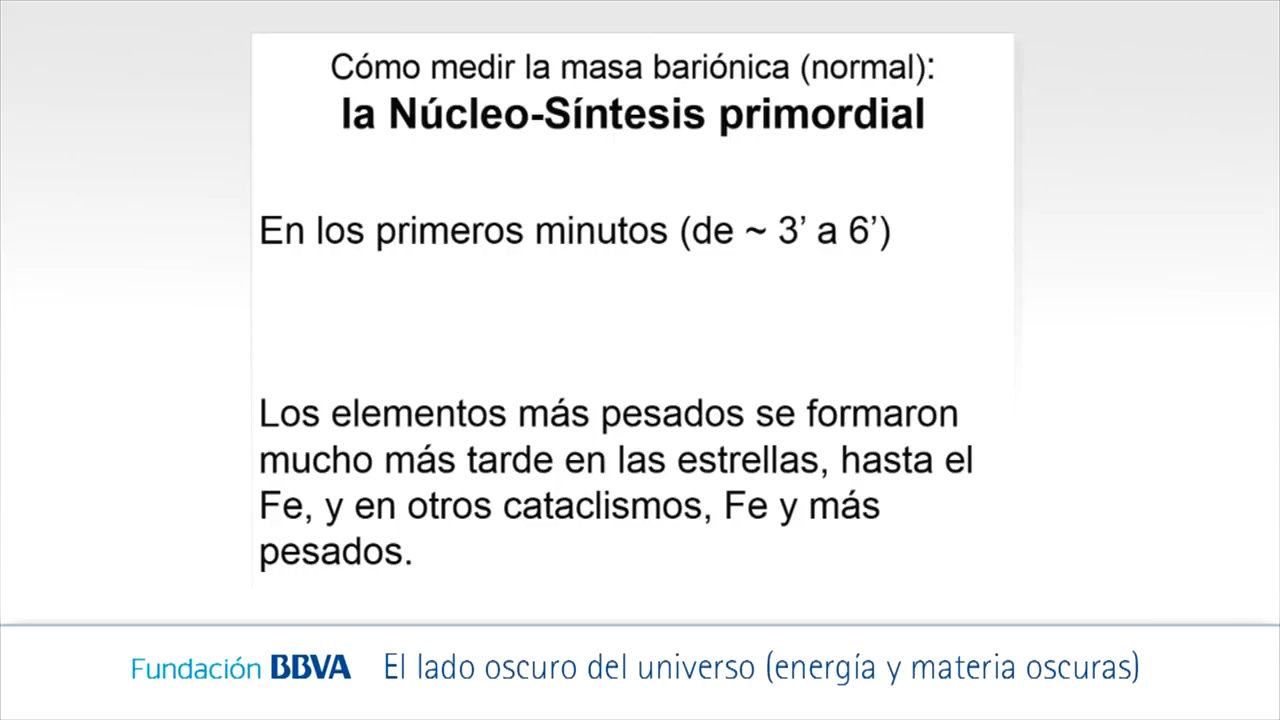 Cómo medir la masa bariónica (normal):
la Núcleo-Síntesis primordial
En los primeros minutos (de ~ 3’ a 6’)
Los elementos más pesados se formaron
mucho más tarde en las estrellas, hasta el
Fe, y en otros cataclismos, Fe y más
pesados.
Fundación BBVA El lado oscuro del universo (energía y materia oscuras)